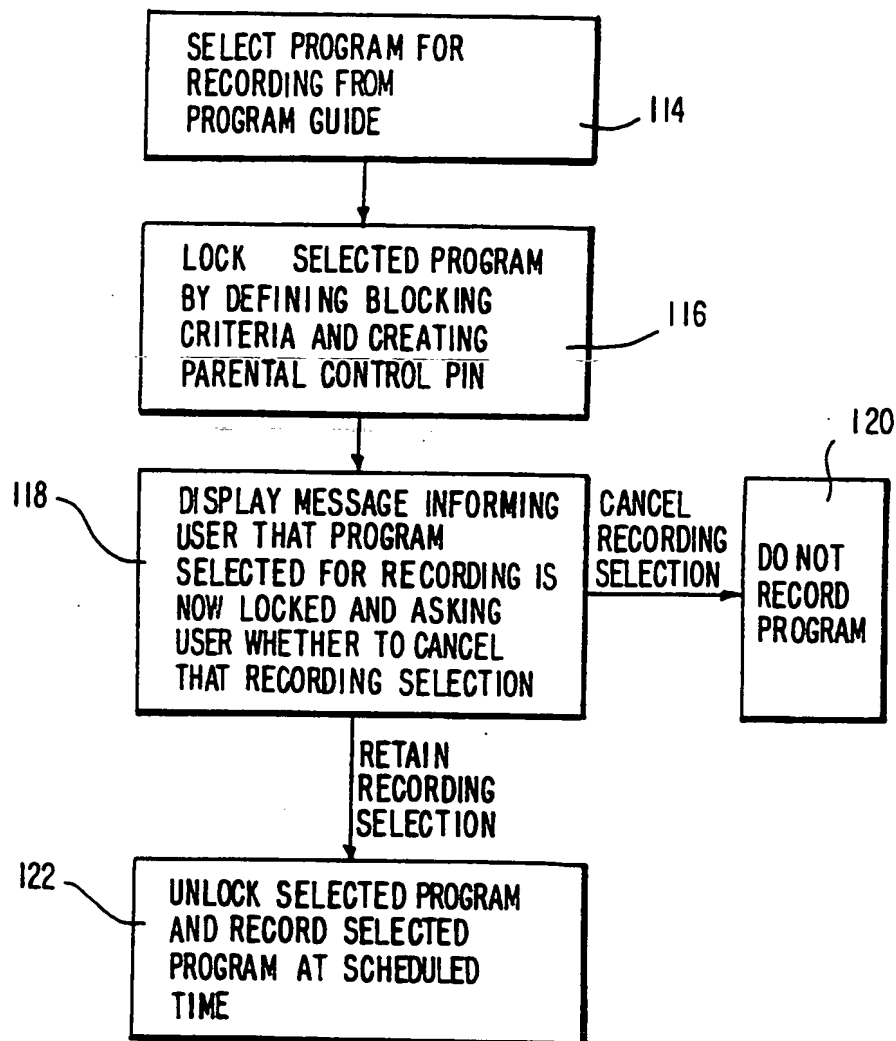 SELECT PROGRAM FOR
RECORDING FROM
PROGRAM GUIDE
114
LOCK SELECTED PROGRAM
BY DEFINING BLOCKING
CRITERIA AND CREATING
PARENTAL CONTROL PIN
116
118
DISPLAY MESSAGE INFORMING
USER THAT PROGRAM
SELECTED FOR RECORDING IS
NOW LOCKED AND ASKING
USER WHETHER TO CANCEL
THAT RECORDING SELECTION
CANCEL
RECORDING
SELECTION
120
DO NOT
RECORD
PROGRAM
RETAIN
RECORDING
SELECTION
122
UNLOCK SELECTED PROGRAM
AND RECORD SELECTED
PROGRAM AT SCHEDULED
TIME